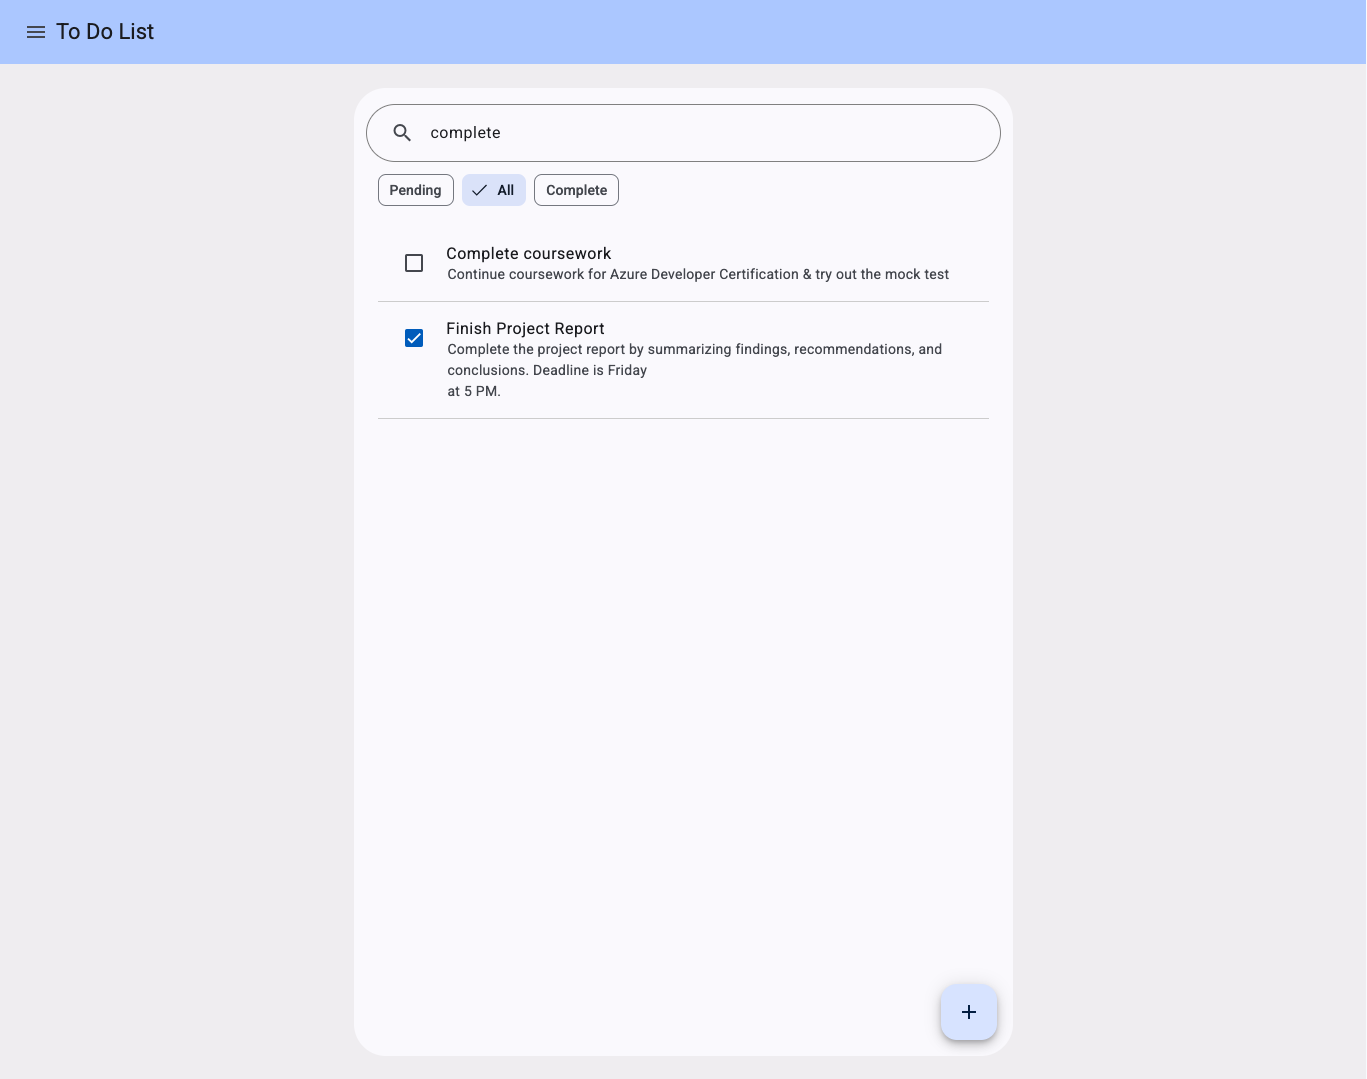 To Do List
complete
Pending
All
Complete
Complete coursework
Continue coursework for Azure Developer Certification & try out the mock test
Finish Project Report
Complete the project report by summarizing findings, recommendations, and
conclusions. Deadline is Friday
at 5 PM.